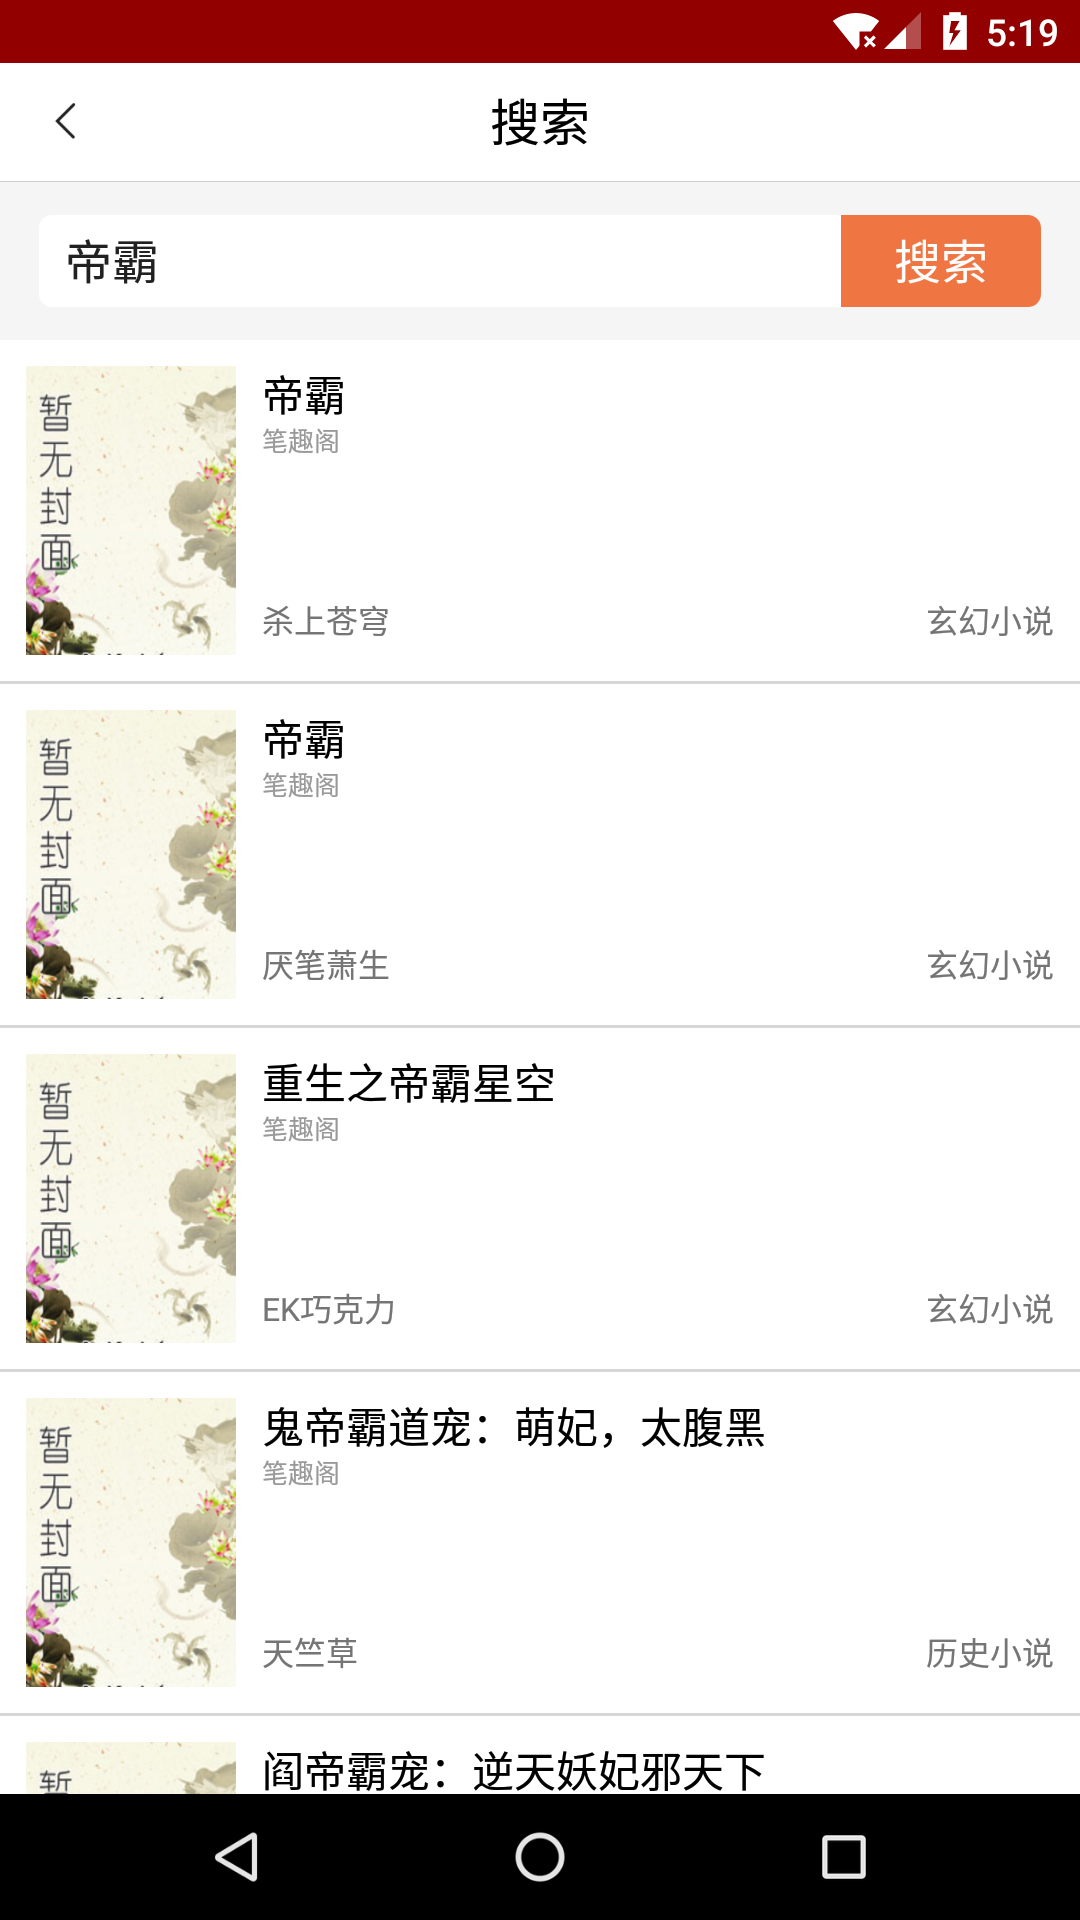 5:19
搜索
帝霸
搜索
暂无封面
帝霸
笔趣阁
杀上苍穹
玄幻小说
暂无封面
帝霸
笔趣阁
厌笔萧生
玄幻小说
暂无封面
重生之帝霸星空
笔趣阁
EK巧克力
玄幻小说
暂无封面
鬼帝霸道宠：萌妃，太腹黑
笔趣阁
天竺草
历史小说
暂
阎帝霸宠：逆天妖妃邪天下